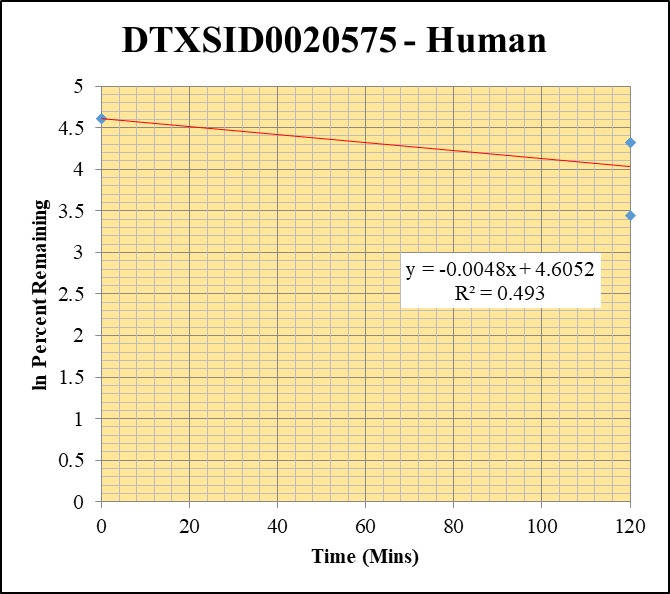 DTXSID0020575 - Human
5
4.5
4
3.5
3
2.5
2
1.5
1
0.5
0
ln Percent Remaining
y = -0.0048x + 4.6052
R² = 0.493
0 20 40 60 80 100 120
Time (Mins)